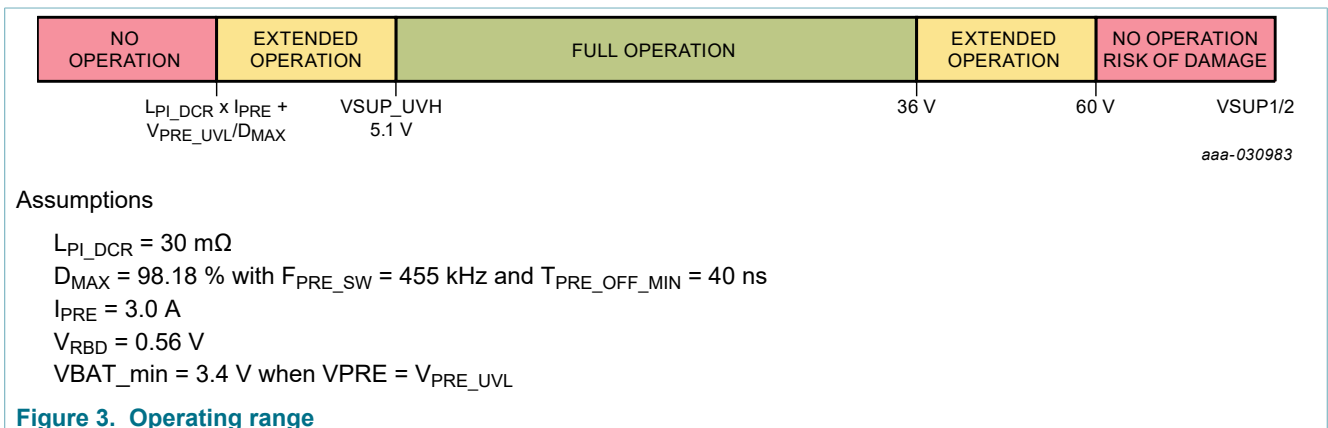 NO OPERATION
EXTENDED OPERATION
FULL OPERATION
EXTENDED OPERATION
NO OPERATION RISK OF DAMAGE
LPI_DCR x IPRE + VPRE_UVL/DMAX
VSUP_UVH 5.1 V
36 V
60 V
VSUP1/2
aaa-030983
Assumptions
LPI_DCR = 30 mΩ
DMAX = 98.18 % with FPRE_SW = 455 kHz and TPRE_OFF_MIN = 40 ns
IPRE = 3.0 A
VRBD = 0.56 V
VBAT_min = 3.4 V when VPRE = VPRE_UVL
Figure 3. Operating range